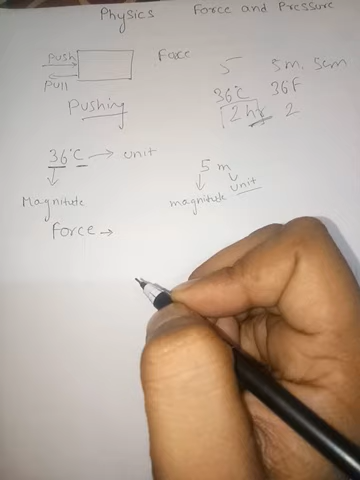 Physics Force and Pressure
Push
Pull
Face
Pushing
5 5m. 5cm
36°C 36F
2 hr 2
36°C → unit
Magnitude
5 m
magnitude unit
force →